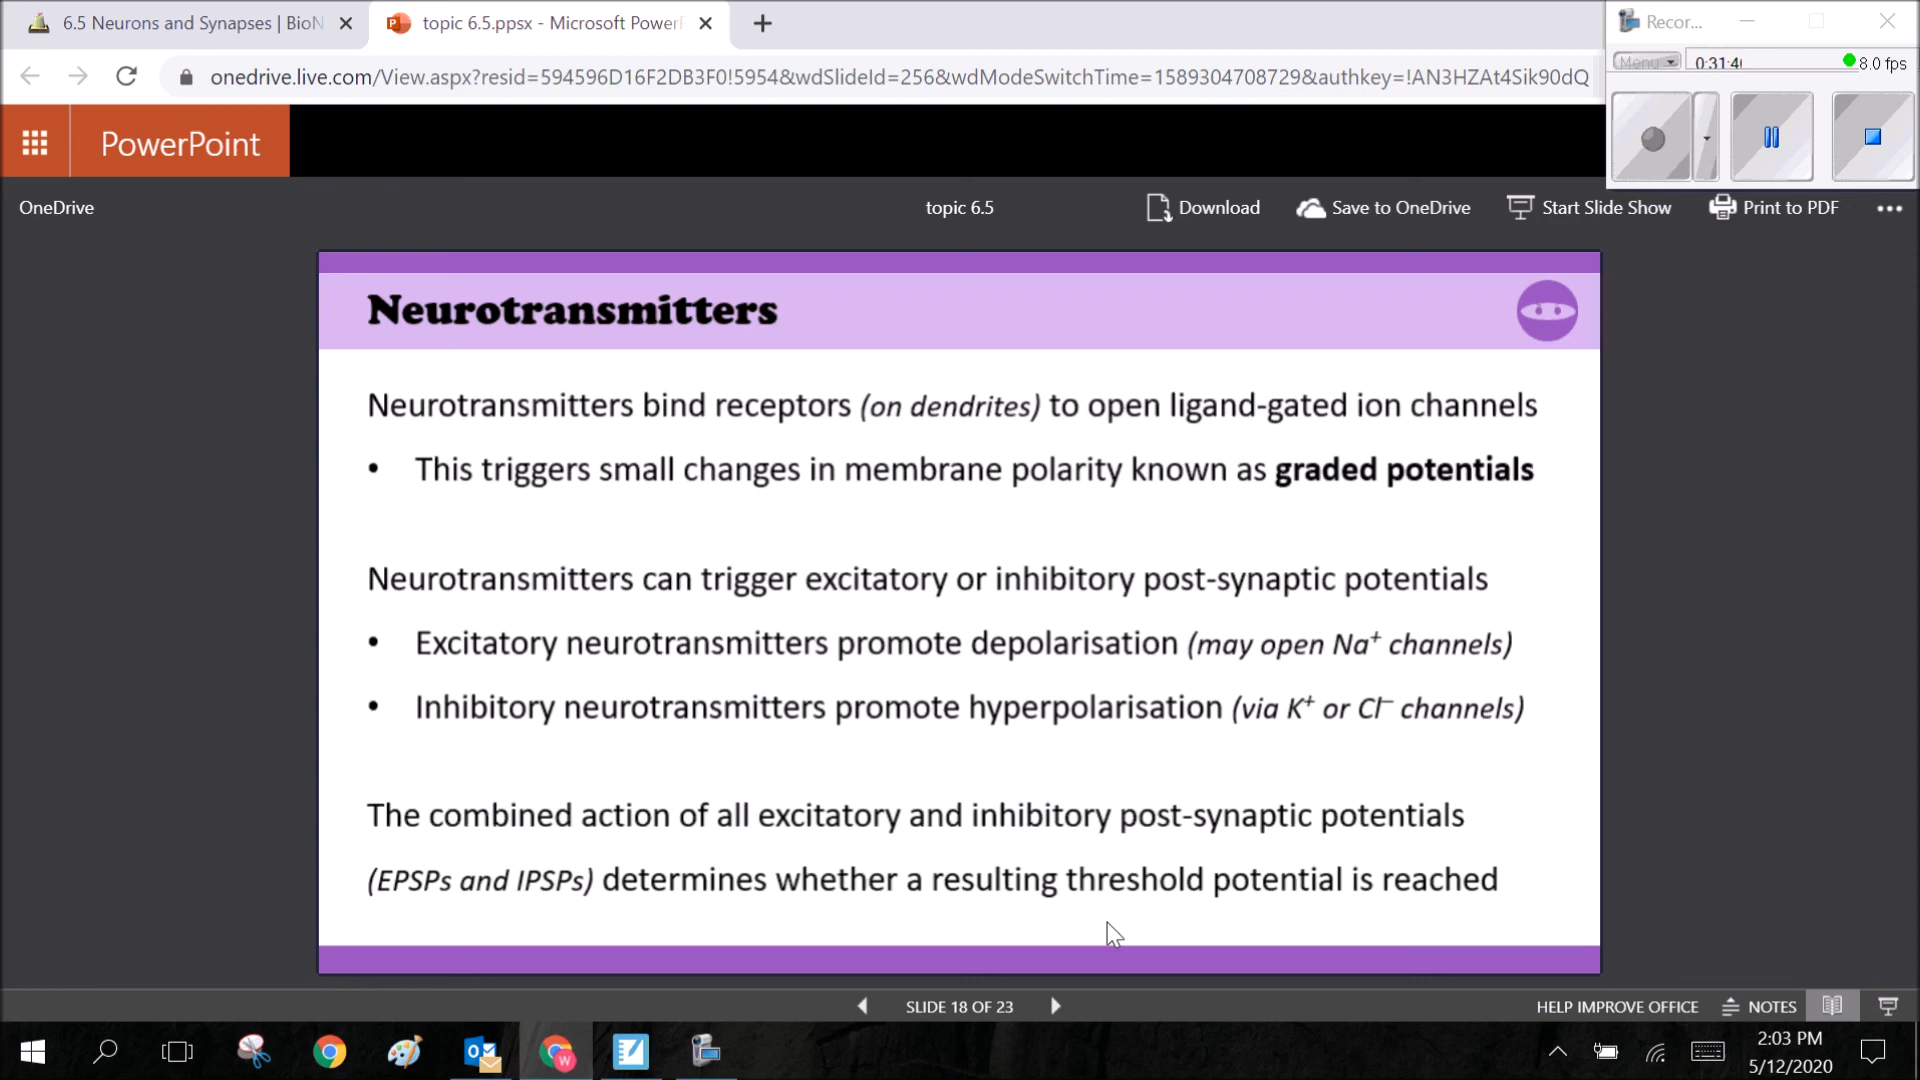 6.5 Neurons and Synapses | BioN
topic 6.5.ppsx - Microsoft PowerP
Recor...
onedrive.live.com/View.aspx?resid=594596D16F2DB3F0!5954&wdSlideId=256&wdModeSwitchTime=1589304708729&authkey=!AN3HZAt4Sik90dQ
Menu
8.0 fps
PowerPoint
OneDrive
topic 6.5
Download
Save to OneDrive
Start Slide Show
Print to PDF
Neurotransmitters
Neurotransmitters bind receptors (on dendrites) to open ligand-gated ion channels
• This triggers small changes in membrane polarity known as graded potentials
Neurotransmitters can trigger excitatory or inhibitory post-synaptic potentials
• Excitatory neurotransmitters promote depolarisation (may open Na⁺ channels)
• Inhibitory neurotransmitters promote hyperpolarisation (via K⁺ or Cl⁻ channels)
The combined action of all excitatory and inhibitory post-synaptic potentials
(EPSPs and IPSPs) determines whether a resulting threshold potential is reached
SLIDE 18 OF 23
HELP IMPROVE OFFICE
NOTES
2:03 PM
5/12/2020